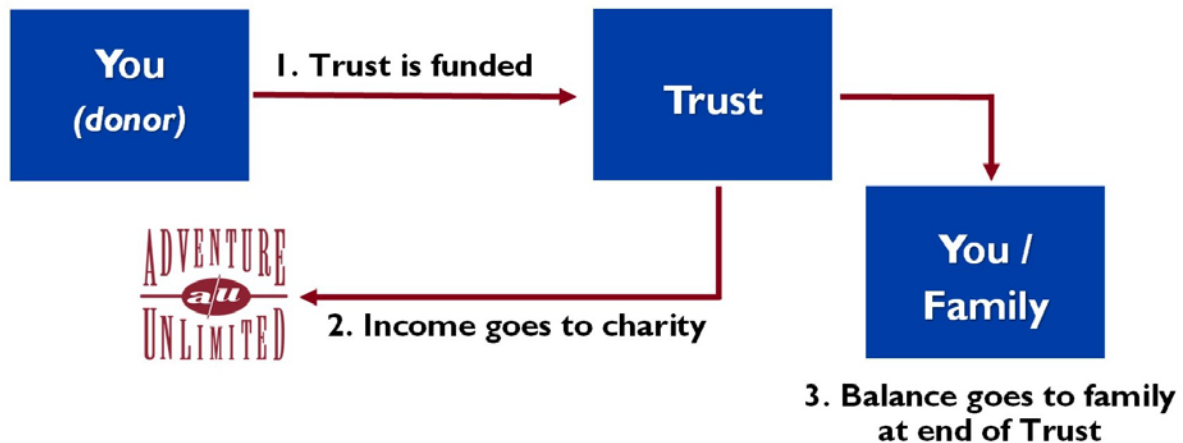 You
(donor)
1. Trust is funded
Trust
ADVENTURE
a/u
UNLIMITED
2. Income goes to charity
You /
Family
3. Balance goes to family
at end of Trust